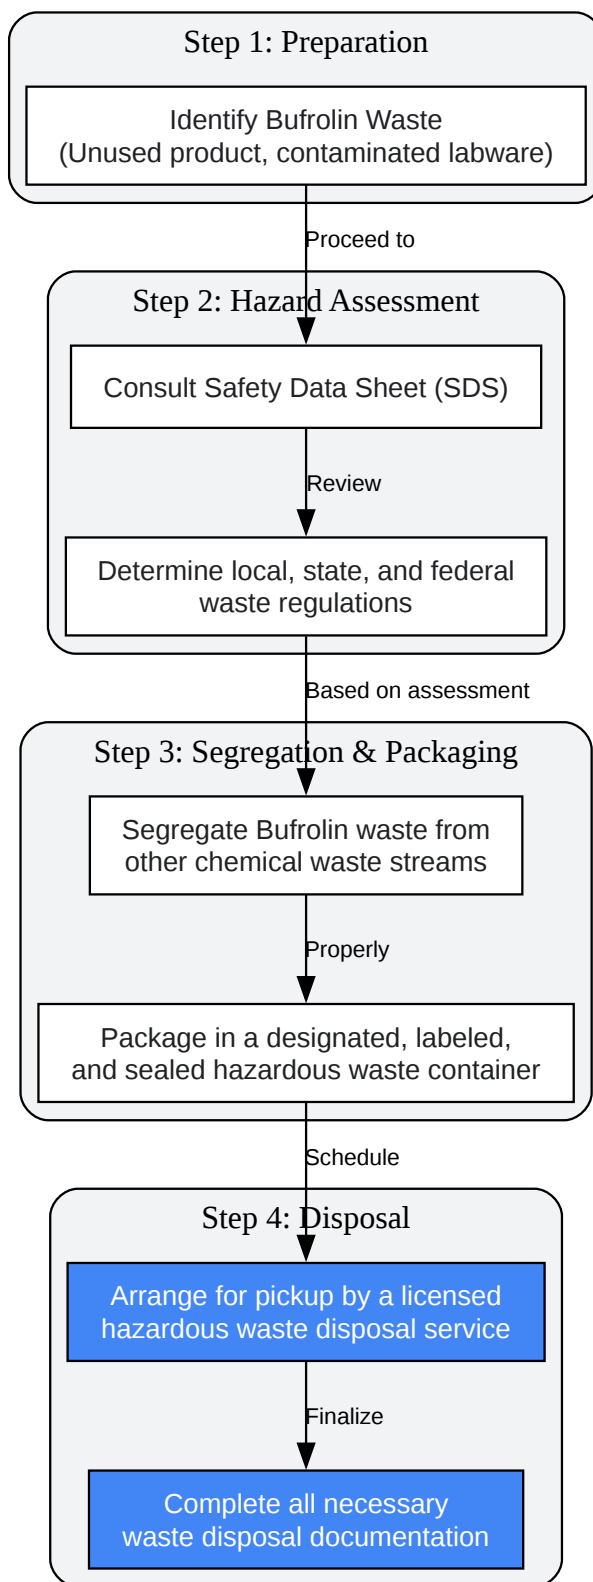 Step 1: Preparation
Identify Bufrolin Waste
(Unused product, contaminated labware)
Proceed to
Step 2: Hazard Assessment
Consult Safety Data Sheet (SDS)
Review
Determine local, state, and federal
waste regulations
Based on assessment
Step 3: Segregation & Packaging
Segregate Bufrolin waste from
other chemical waste streams
Properly
Package in a designated, labeled,
and sealed hazardous waste container
Schedule
Step 4: Disposal
Arrange for pickup by a licensed
hazardous waste disposal service
Finalize
Complete all necessary
waste disposal documentation